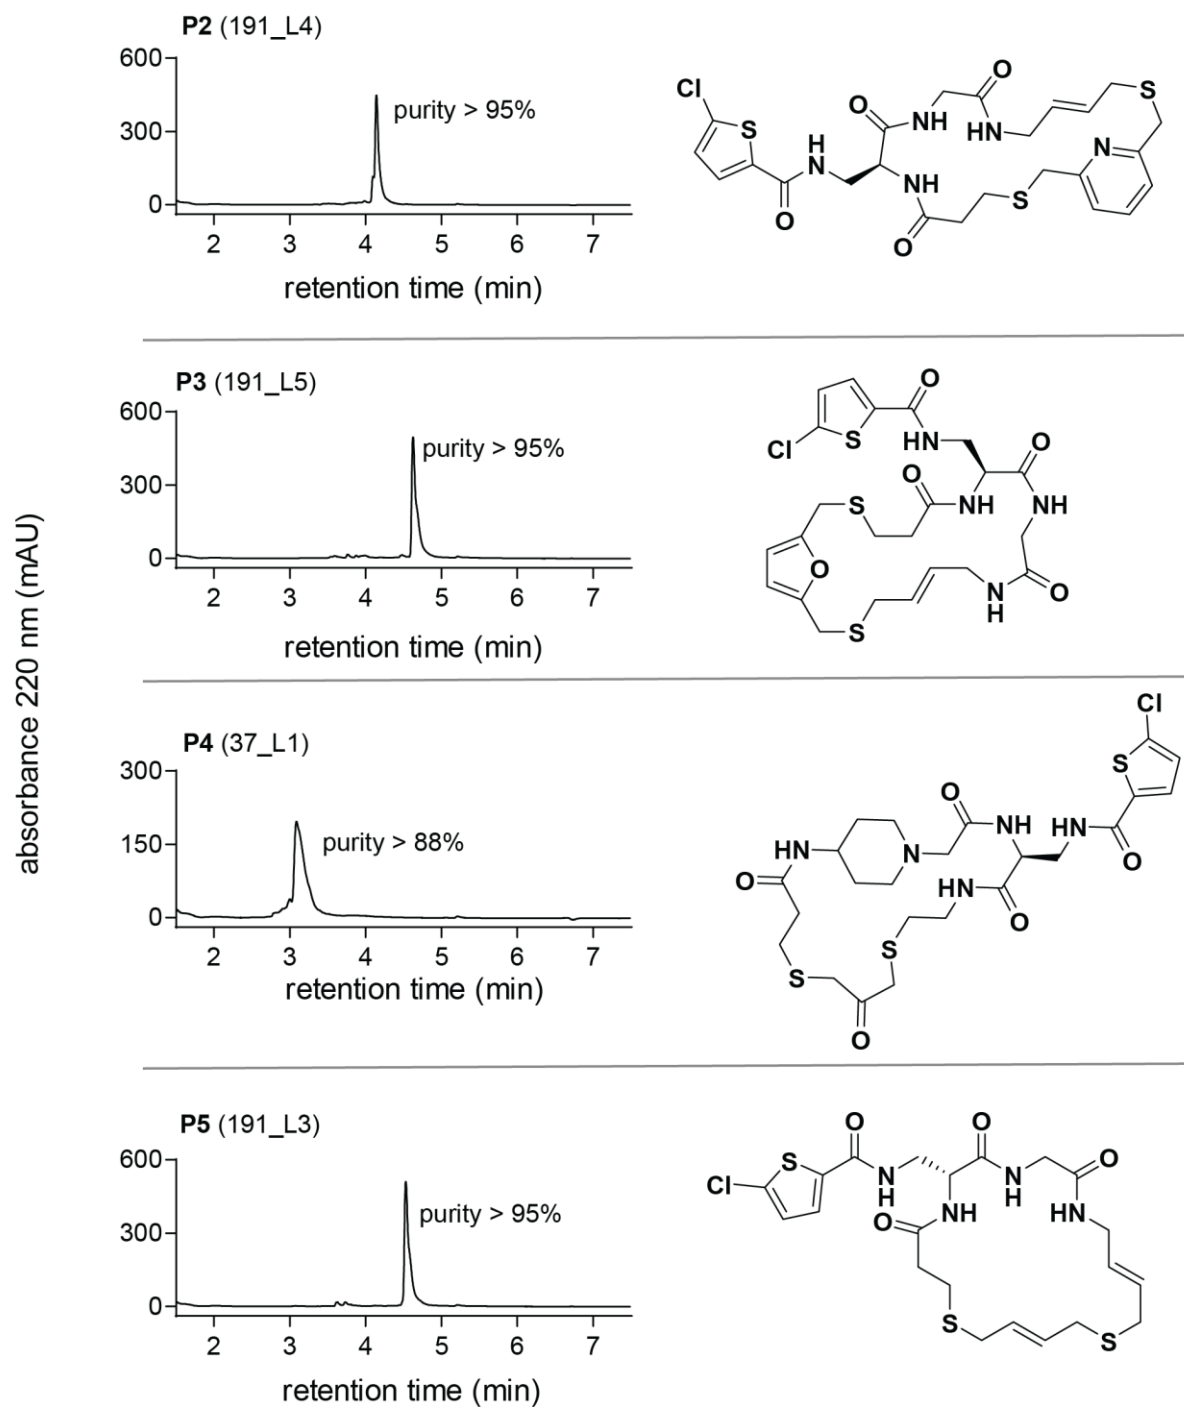 absorbance 220 nm (mAU)
P2 (191_L4)
600
300
0
purity > 95%
2 3 4 5 6 7
retention time (min)
Cl
S
O
H
N
O
NH
O
NH
O
HN
S
N
S
P3 (191_L5)
600
300
0
purity > 95%
2 3 4 5 6 7
retention time (min)
O
Cl
S
HN
O
O
S
NH
NH
O
S
N
H
O
P4 (37_L1)
300
150
0
purity > 88%
2 3 4 5 6 7
retention time (min)
Cl
S
O
HN
N
NH
HN
O
O
HN
O
S
S
O
P5 (191_L3)
600
300
0
purity > 95%
2 3 4 5 6 7
retention time (min)
O
O
Cl
S
N
H
N
H
O
O
NH
HN
S
S